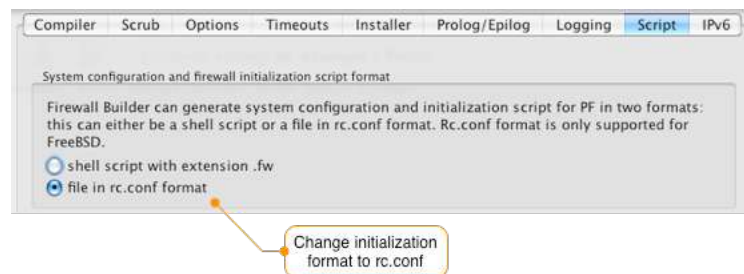 Compiler Scrub Options Timeouts Installer Prolog/Epilog Logging Script IPv6
System configuration and firewall initialization script format
Firewall Builder can generate system configuration and initialization script for PF in two formats:
this can either be a shell script or a file in rc.conf format. Rc.conf format is only supported for
FreeBSD.
shell script with extension .fw
file in rc.conf format
Change initialization
format to rc.conf